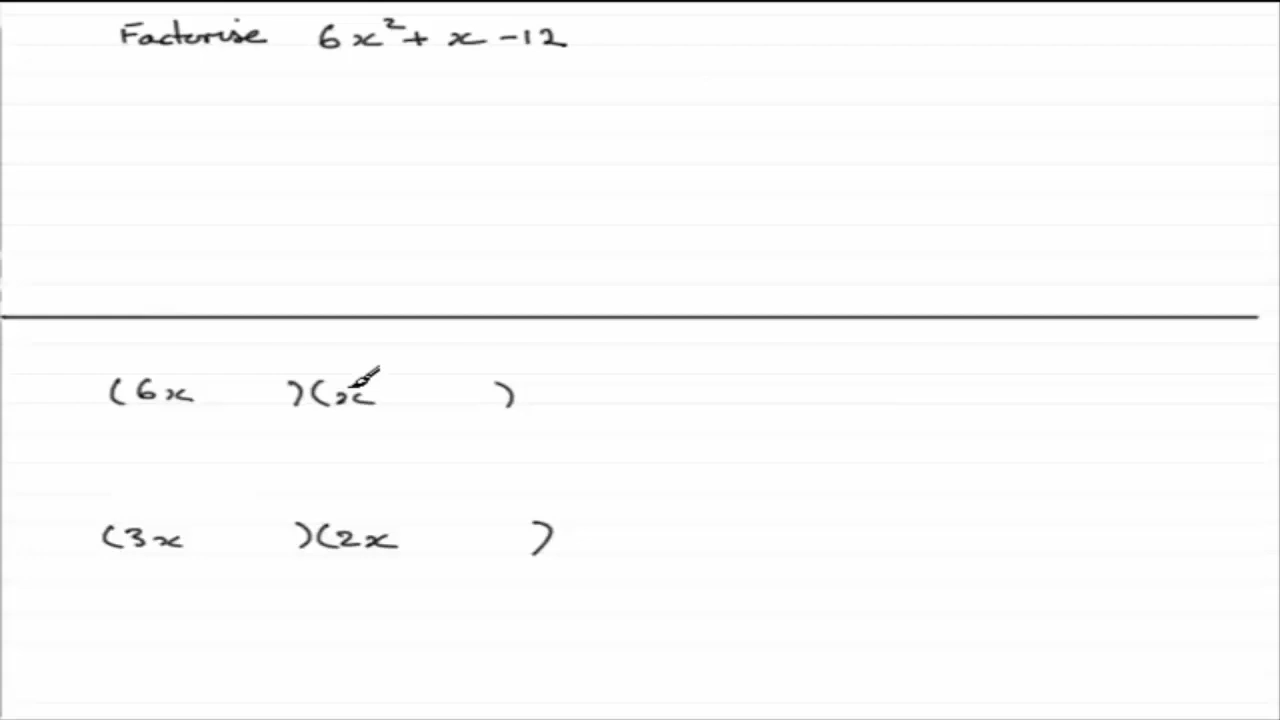 Factorise 6x² + x - 12
(6x )(x )
(3x )(2x )